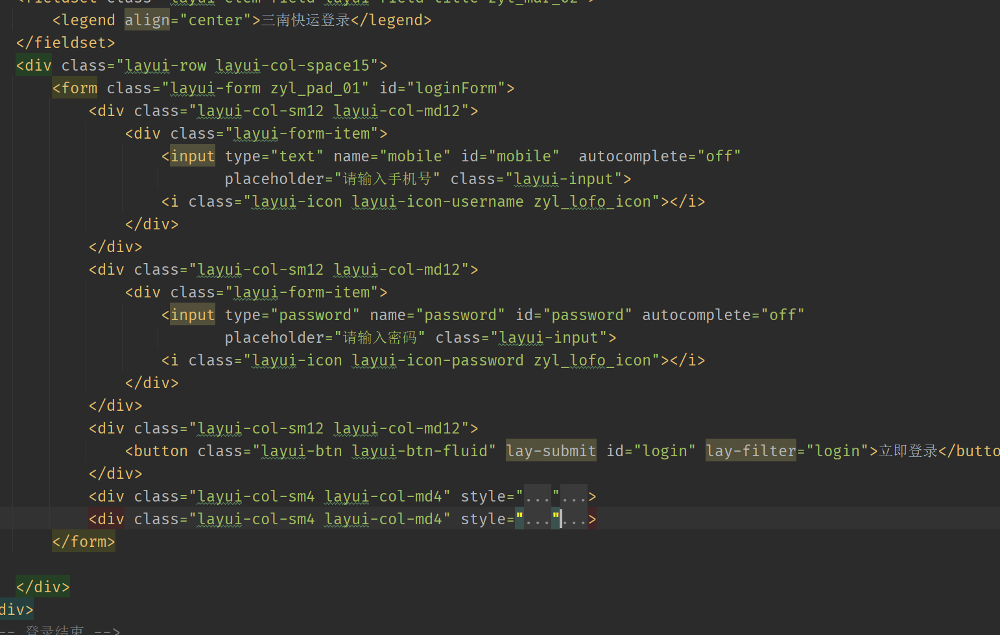 <fieldset class="layui-elem-field layui-field-title zyl_mar_02">
<legend align="center">三南快运登录</legend>
</fieldset>
<div class="layui-row layui-col-space15">
<form class="layui-form zyl_pad_01" id="loginForm">
<div class="layui-col-sm12 layui-col-md12">
<div class="layui-form-item">
<input type="text" name="mobile" id="mobile"  autocomplete="off"
placeholder="请输入手机号" class="layui-input">
<i class="layui-icon layui-icon-username zyl_lofo_icon"></i>
</div>
</div>
<div class="layui-col-sm12 layui-col-md12">
<div class="layui-form-item">
<input type="password" name="password" id="password" autocomplete="off"
placeholder="请输入密码" class="layui-input">
<i class="layui-icon layui-icon-password zyl_lofo_icon"></i>
</div>
</div>
<div class="layui-col-sm12 layui-col-md12">
<button class="layui-btn layui-btn-fluid" lay-submit id="login" lay-filter="login">立即登录</butto
</div>
<div class="layui-col-sm4 layui-col-md4" style="..."...>
<div class="layui-col-sm4 layui-col-md4" style="..."...>
</form>
</div>
div>
-- 登录结束 -->